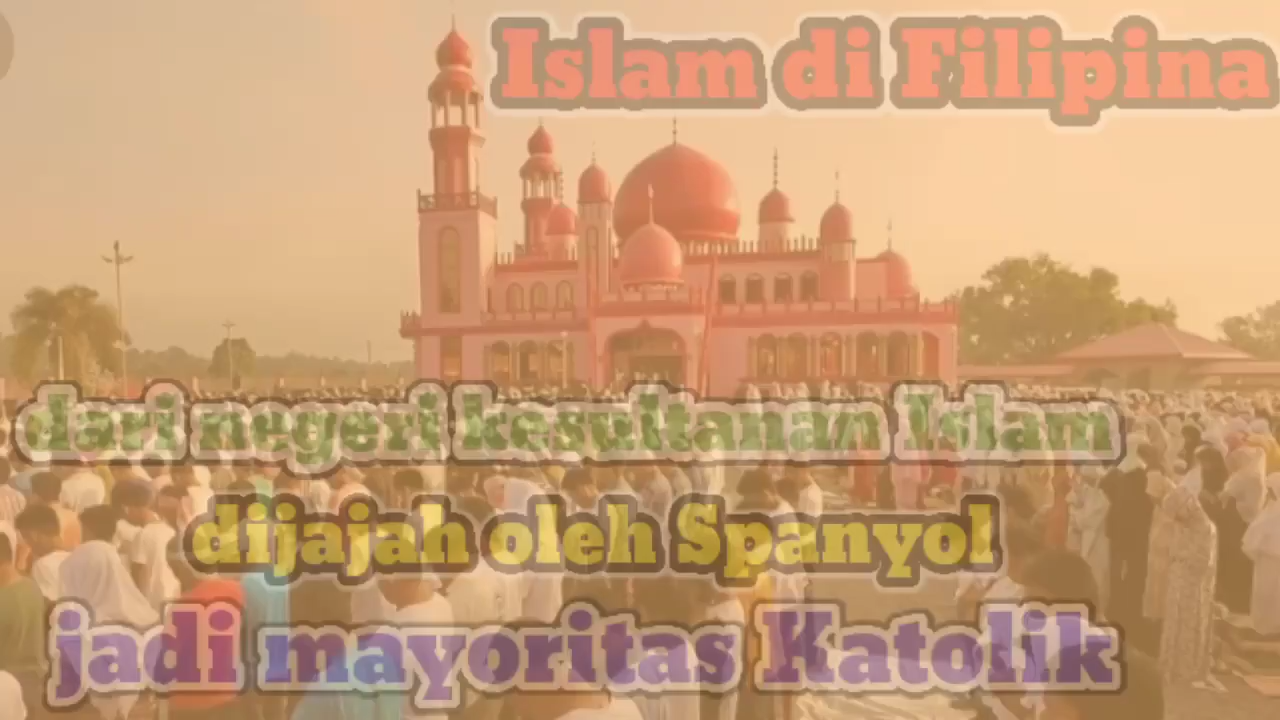 Islam di Filipina
dari negeri kesultanan Islam
dijajah oleh Spanyol
jadi mayoritas Katolik